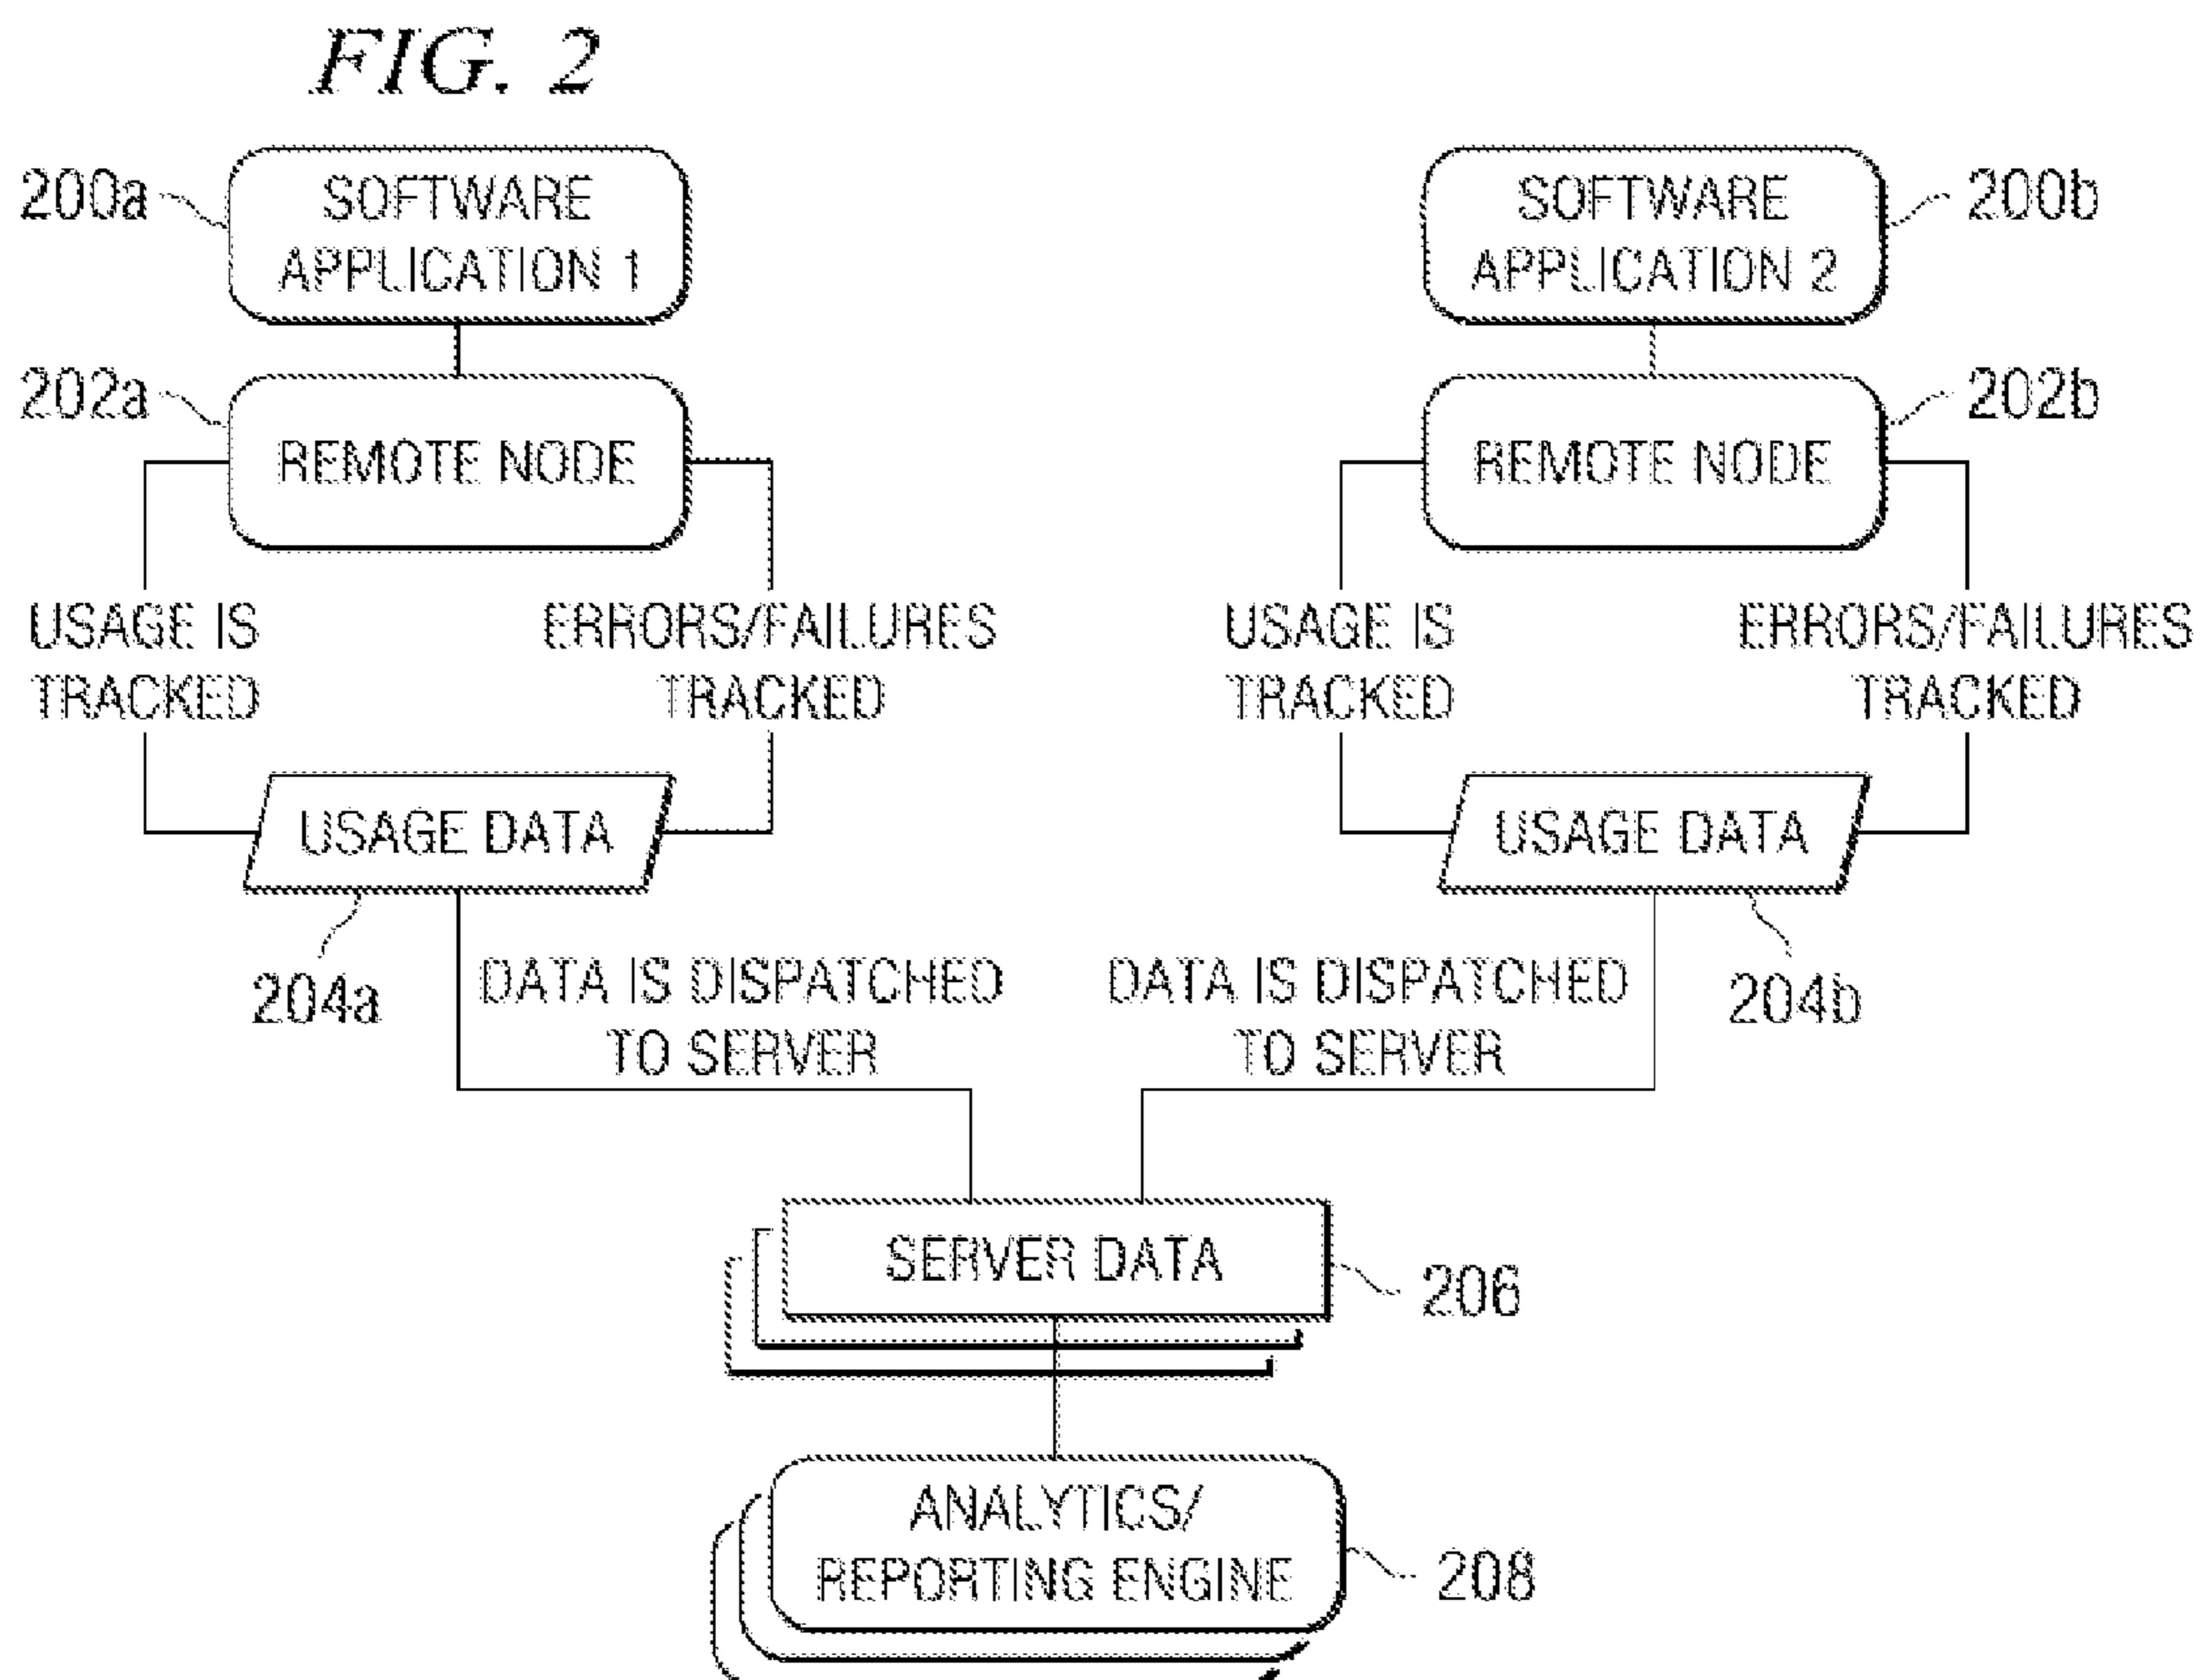 FIG. 2
200a
SOFTWARE
APPLICATION 1
SOFTWARE
APPLICATION 2
200b
202a
REMOTE NODE
REMOTE NODE
202b
USAGE IS
TRACKED
ERRORS/FAILURES
TRACKED
USAGE IS
TRACKED
ERRORS/FAILURES
TRACKED
USAGE DATA
USAGE DATA
204a
DATA IS DISPATCHED
TO SERVER
DATA IS DISPATCHED
TO SERVER
204b
SERVER DATA
206
ANALYTICS/
REPORTING ENGINE
208